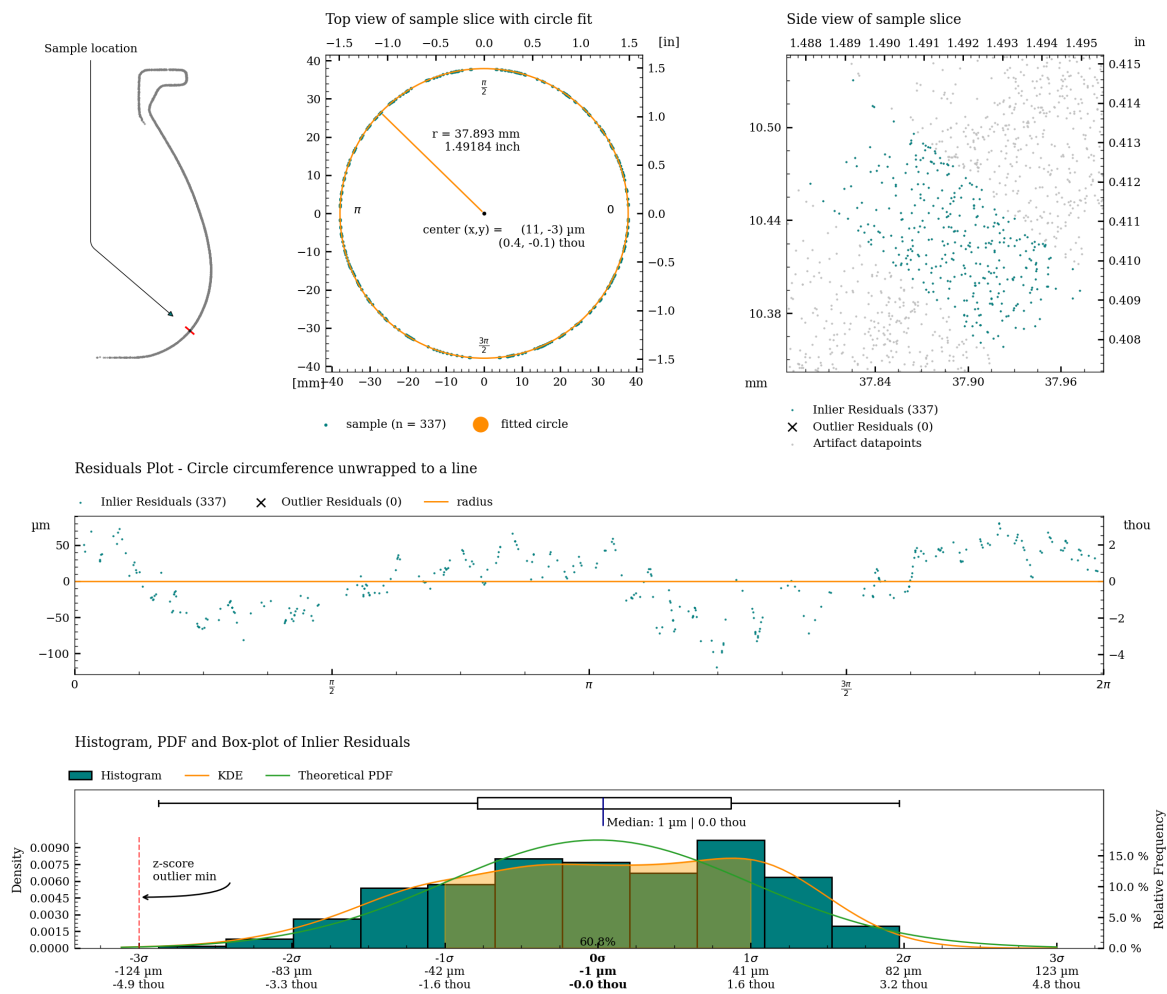 Sample location
Top view of sample slice with circle fit
−1.5 −1.0 −0.5 0.0 0.5 1.0 1.5 [in]
40
30
20
10
0
−10
−20
−30
−40
1.5
1.0
0.5
0.0
−0.5
−1.0
−1.5
π/2
r = 37.893 mm
1.49184 inch
π
0
center (x,y) = (11, -3) µm
(0.4, -0.1) thou
3π/2
[mm] −40 −30 −20 −10 0 10 20 30 40
sample (n = 337) fitted circle
Side view of sample slice
1.488 1.489 1.490 1.491 1.492 1.493 1.494 1.495 in
10.50
10.44
10.38
0.415
0.414
0.413
0.412
0.411
0.410
0.409
0.408
mm 37.84 37.90 37.96
Inlier Residuals (337)
Outlier Residuals (0)
Artifact datapoints
Residuals Plot - Circle circumference unwrapped to a line
Inlier Residuals (337) Outlier Residuals (0) radius
µm
50
0
−50
−100
thou
2
0
−2
−4
0 π/2 π 3π/2 2π
Histogram, PDF and Box-plot of Inlier Residuals
Histogram KDE Theoretical PDF
Median: 1 µm | 0.0 thou
Density
0.0090
0.0075
0.0060
0.0045
0.0030
0.0015
0.0000
z-score
outlier min
60.8%
15.0 %
10.0 %
5.0 %
0.0 %
Relative Frequency
-3σ -2σ -1σ 0σ 1σ 2σ 3σ
-124 µm -83 µm -42 µm -1 µm 41 µm 82 µm 123 µm
-4.9 thou -3.3 thou -1.6 thou -0.0 thou 1.6 thou 3.2 thou 4.8 thou